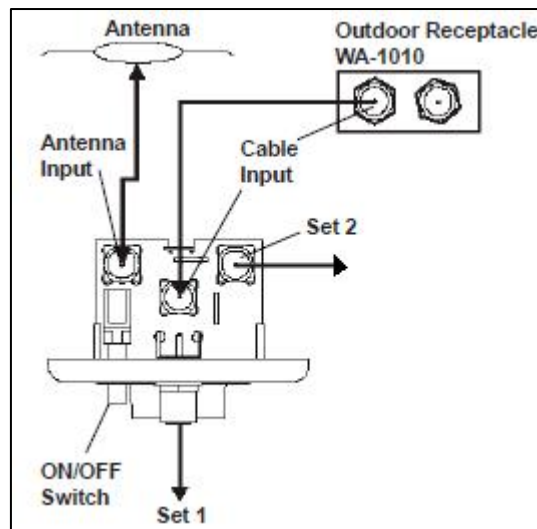 Antenna
Outdoor Receptacle
WA-1010
Antenna
Input
Cable
Input
Set 2
ON/OFF
Switch
Set 1